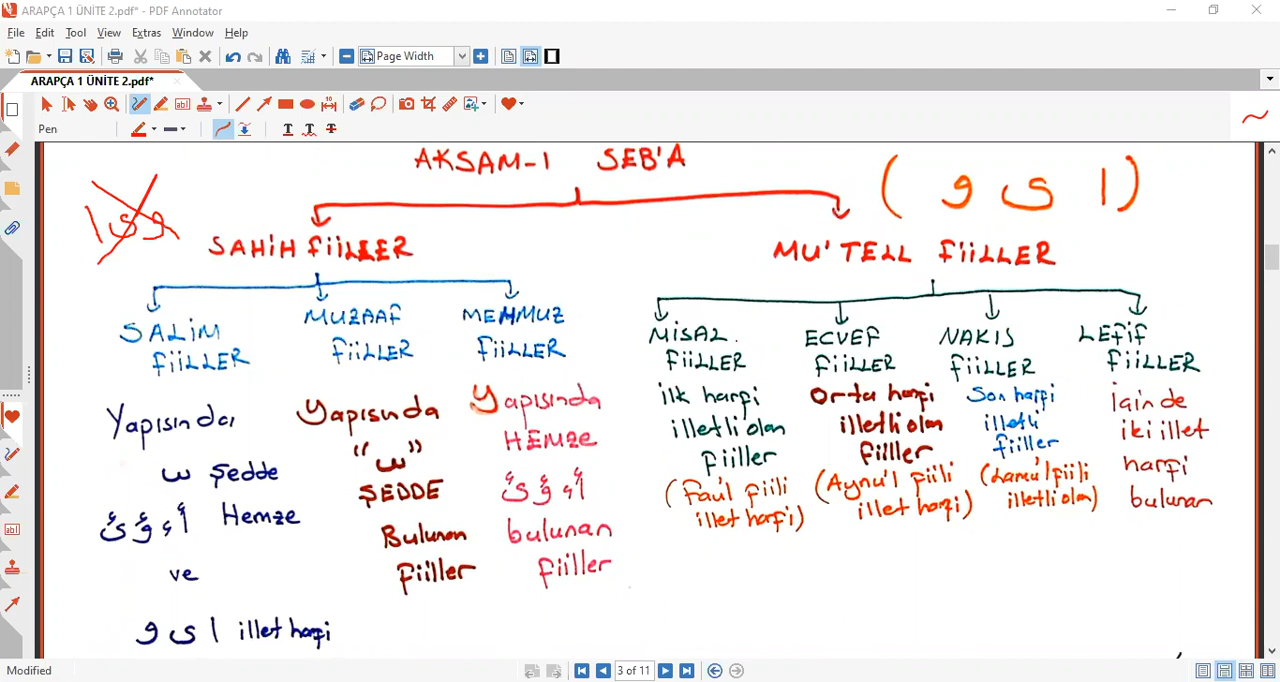 ARAPÇA 1 ÜNİTE 2.pdf* - PDF Annotator
File Edit Tool View Extras Window Help
Page Width
ARAPÇA 1 ÜNİTE 2.pdf*
Pen
AKSAM-I SEB'A
( و ى ا )
ا ى و
SAHİH FİİLLER
MU'TELL FİİLLER
SALİM FİİLLER
MUZAAF FİİLLER
MEHMUZ FİİLLER
MİSAL FİİLLER
ECVEF FİİLLER
NAKIS FİİLLER
LEFİF FİİLLER
Yapısında
ّ şedde
أ ؤ ئ Hemze
ve
و ى ا illet harfi
Yapısında
" ّ "
ŞEDDE
Bulunan
fiiller
Yapısında
HEMZE
أ ؤ ئ
bulunan
fiiller
ilk harfi
illetli olan
fiiller
(Faü'l fiili
illet harfi)
Orta harfi
illetli olan
fiiller
(Aynü'l fiili
illet harfi)
Son harfi
illetli
fiiller
(Lamü'l fiili
illetli olan)
İçinde
iki illet
harfi
bulunan
Modified
3 of 11